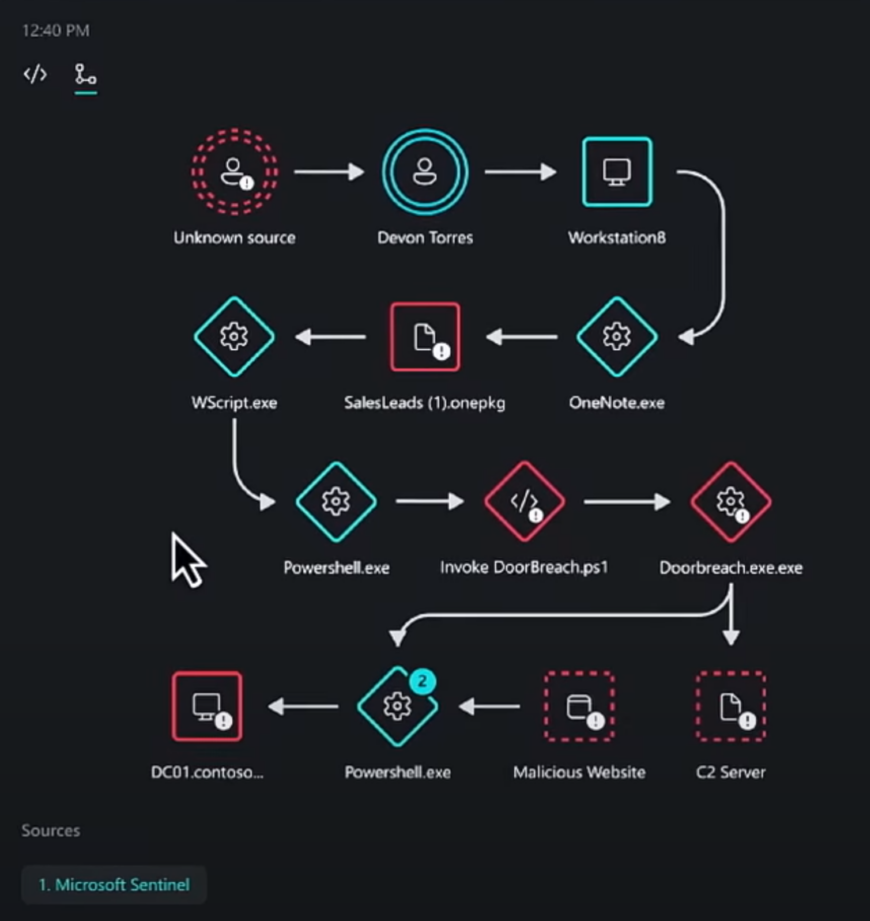 12:40 PM
</>
Unknown source
Devon Torres
Workstation8
WScript.exe
SalesLeads (1).onepkg
OneNote.exe
Powershell.exe
Invoke DoorBreach.ps1
Doorbreach.exe.exe
2
DC01.contoso...
Powershell.exe
Malicious Website
C2 Server
Sources
1. Microsoft Sentinel